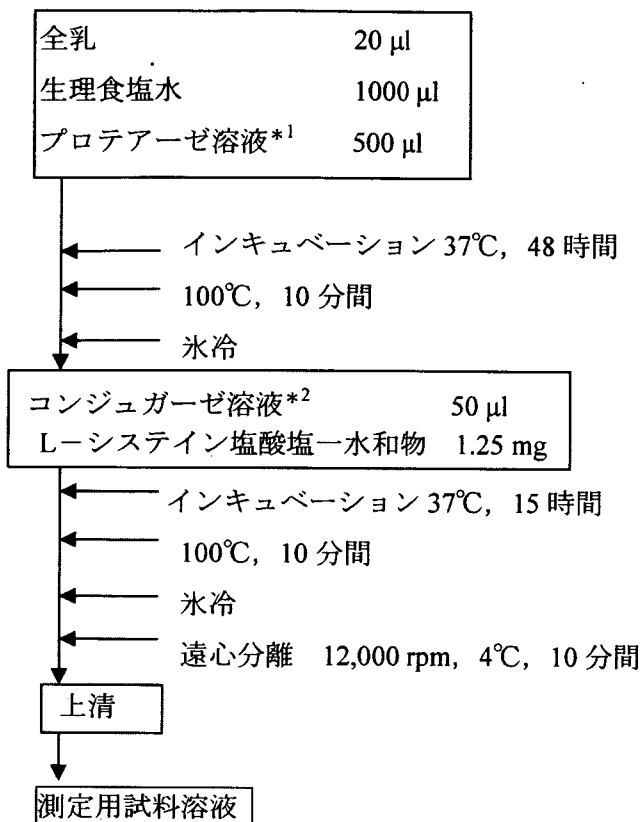 全乳 20 μl
生理食塩水 1000 μl
プロテアーゼ溶液*1 500 μl
インキュベーション 37℃, 48 時間
100℃, 10 分間
氷冷
コンジュガーゼ溶液*2 50 μl
L－システイン塩酸塩一水和物 1.25 mg
インキュベーション 37℃, 15 時間
100℃, 10 分間
氷冷
遠心分離 12,000 rpm, 4℃, 10 分間
上清
測定用試料溶液